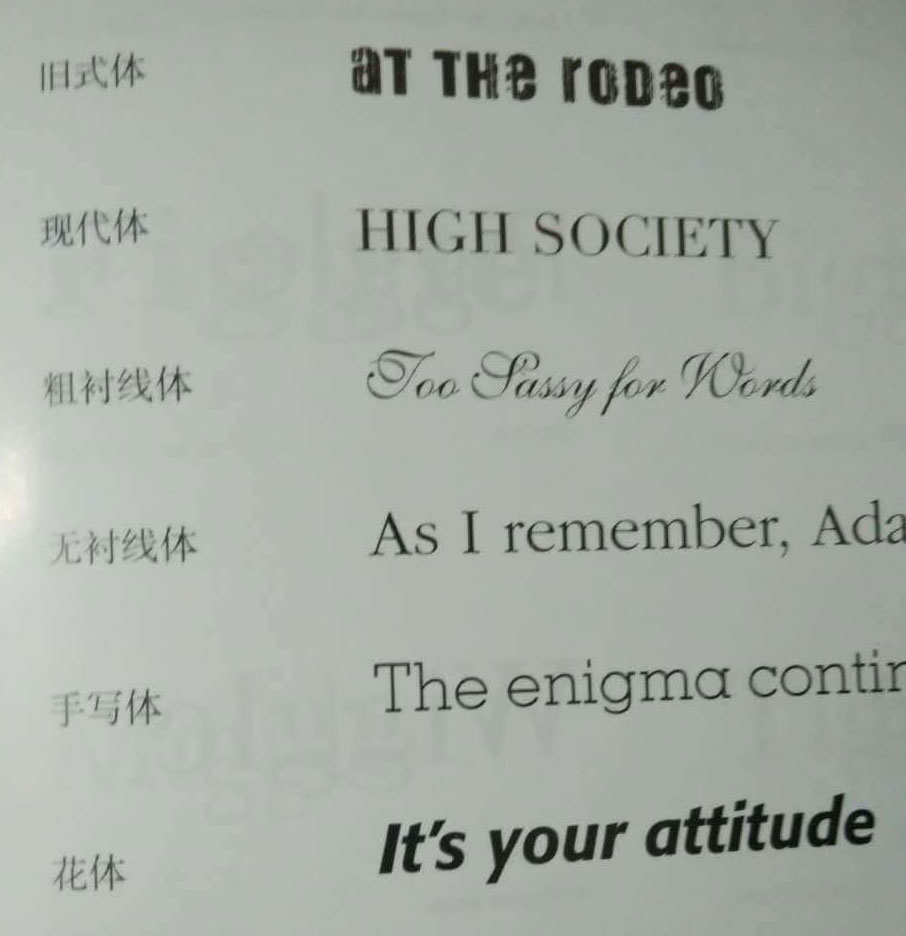 旧式体 aT THe roDeo
现代体 HIGH SOCIETY
粗衬线体 Too Sassy for Words
无衬线体 As I remember, Ada
手写体 The enigma contin
花体 It's your attitude